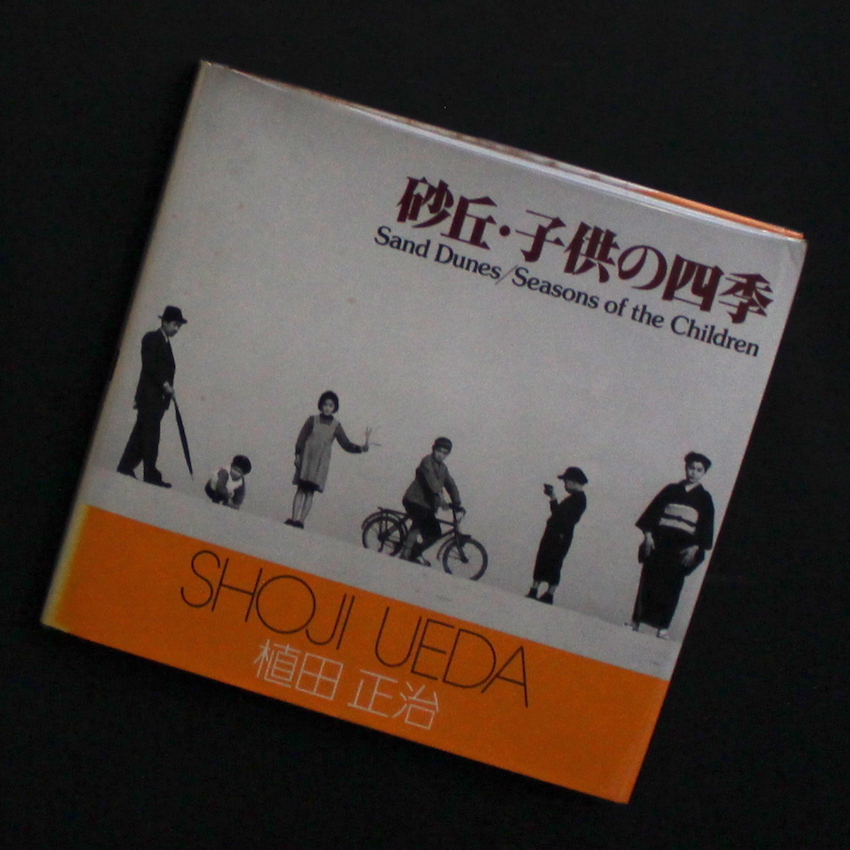 砂丘・子供の四季
Sand Dunes/Seasons of the Children
SHOJI UEDA
植田 正治